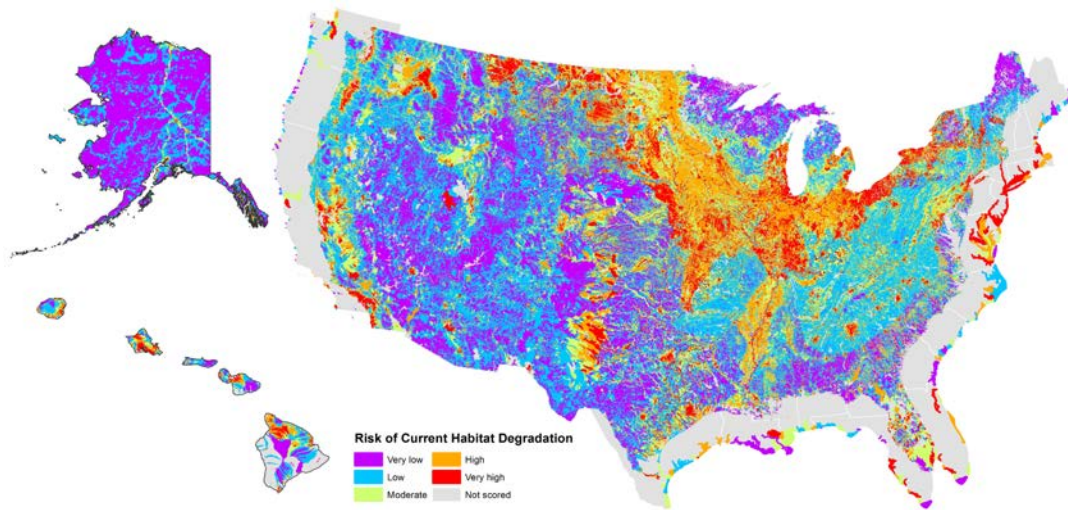 Risk of Current Habitat Degradation
Very low
High
Low
Very high
Moderate
Not scored